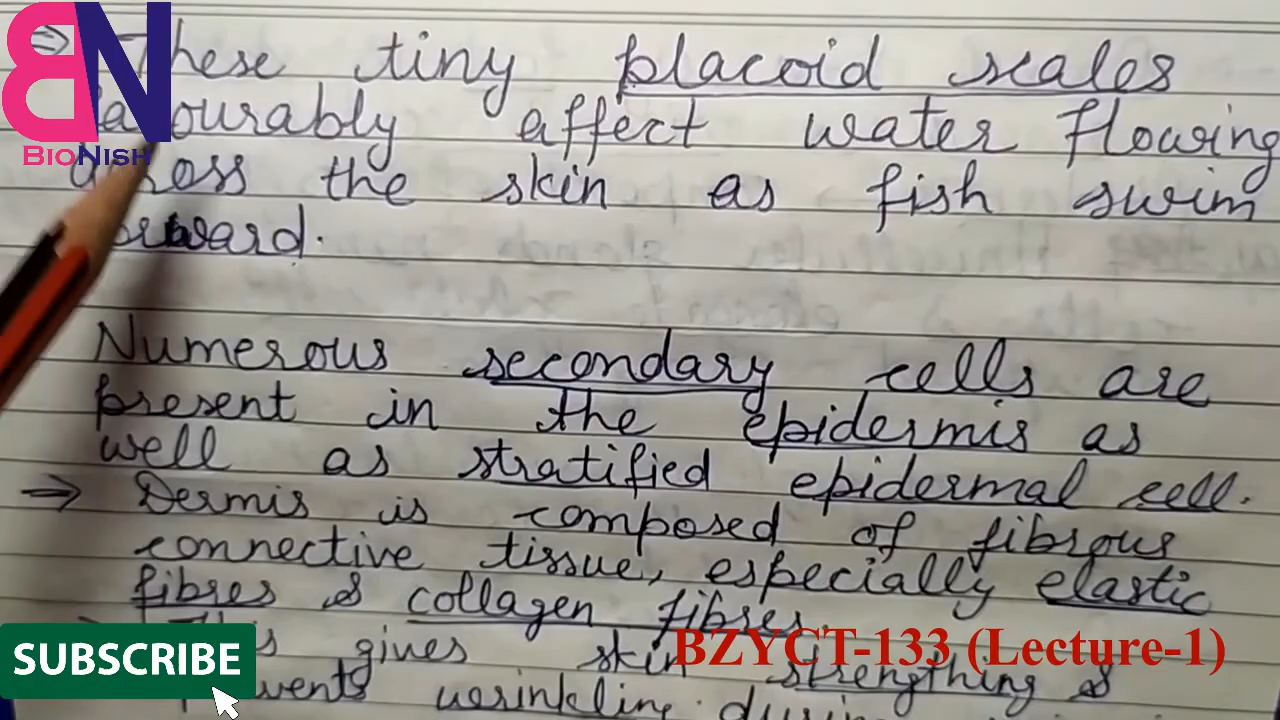 ⇒ These tiny placoid scales
favourably affect water flowing
across the skin as fish swim
forward.
Numerous secondary cells are
present in the epidermis as
well as stratified epidermal cell.
⇒ Dermis is composed of fibrous
connective tissue, especially elastic
fibres & collagen fibres.
This gives skin strengthing &
wrinkling during
BN
BIONISH
SUBSCRIBE
BZYCT-133 (Lecture-1)